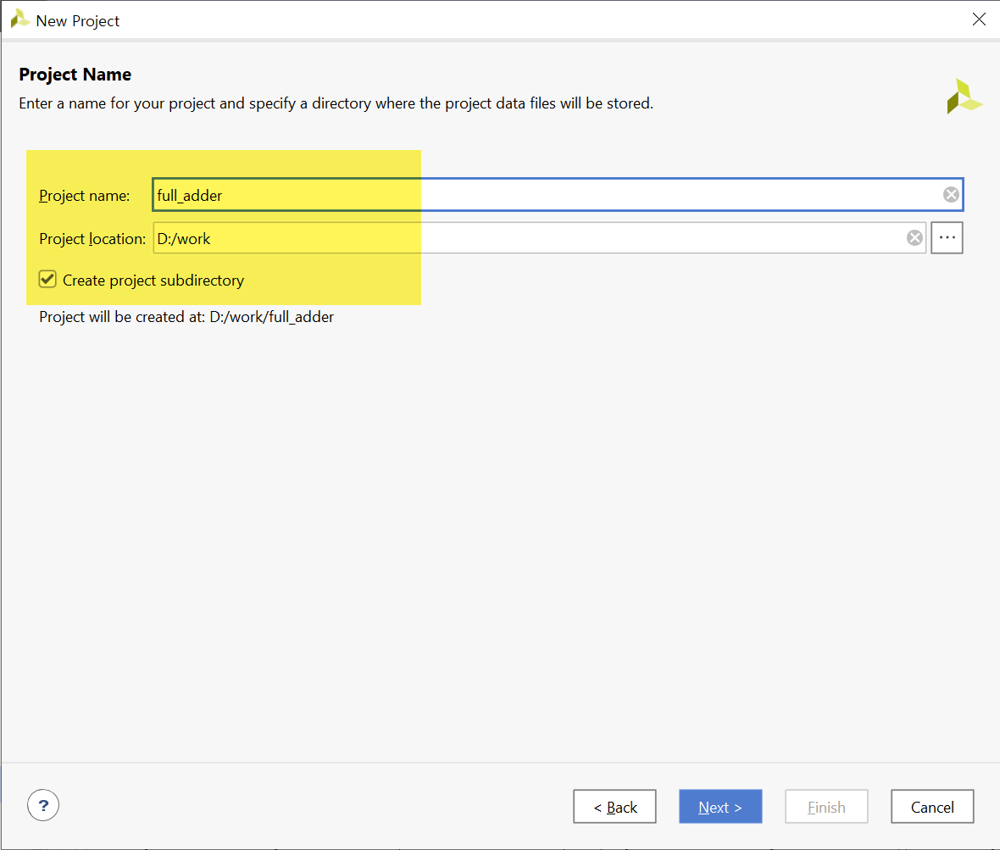 New Project
Project Name
Enter a name for your project and specify a directory where the project data files will be stored.
Project name: full_adder
Project location: D:/work ...
Create project subdirectory
Project will be created at: D:/work/full_adder
? < Back Next > Finish Cancel